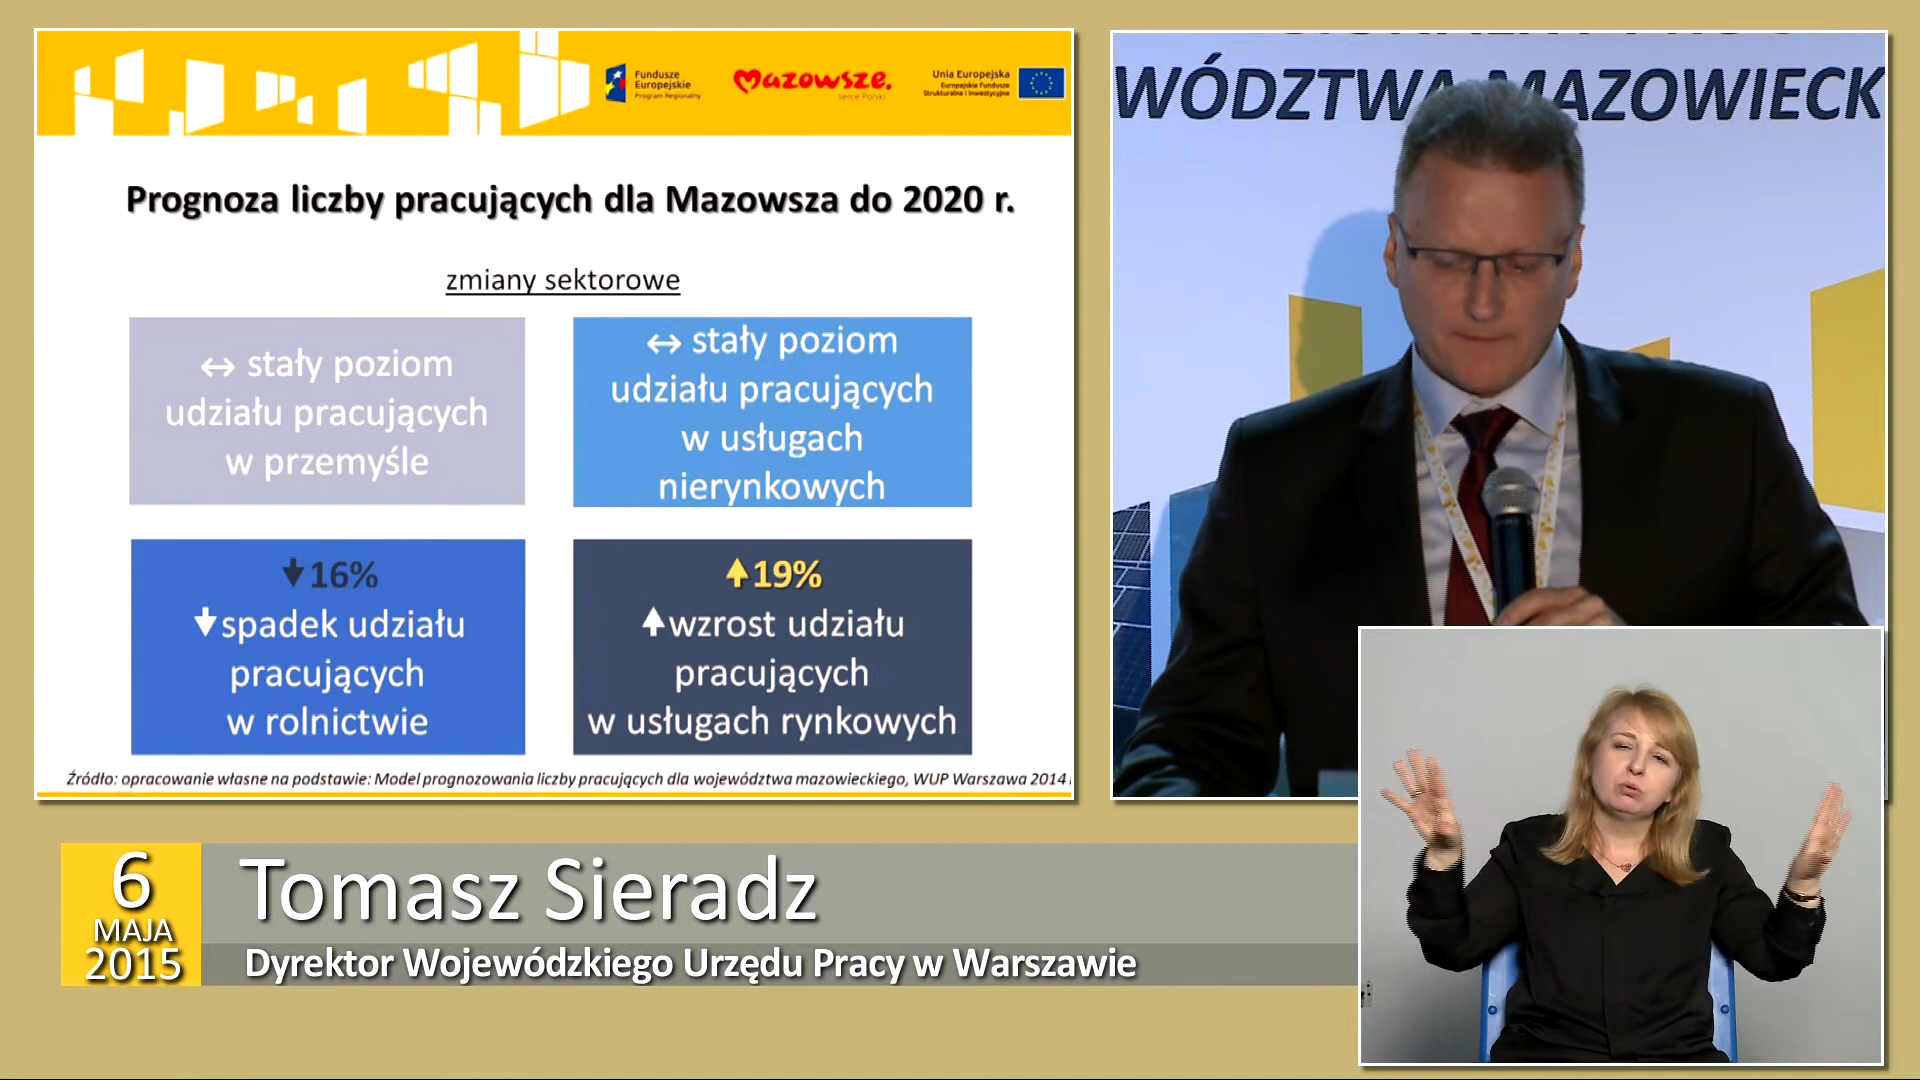 Fundusze
Europejskie
Program Regionalny
mazowsze.
serce Polski
Unia Europejska
Europejskie Fundusze
Strukturalne i Inwestycyjne
Prognoza liczby pracujących dla Mazowsza do 2020 r.
zmiany sektorowe
↔ stały poziom
udziału pracujących
w przemyśle
↔ stały poziom
udziału pracujących
w usługach
nierynkowych
↓16%
↓spadek udziału
pracujących
w rolnictwie
↑19%
↑wzrost udziału
pracujących
w usługach rynkowych
Źródło: opracowanie własne na podstawie: Model prognozowania liczby pracujących dla województwa mazowieckiego, WUP Warszawa 2014
WÓDZTWA MAZOWIECK
6
MAJA
2015
Tomasz Sieradz
Dyrektor Wojewódzkiego Urzędu Pracy w Warszawie